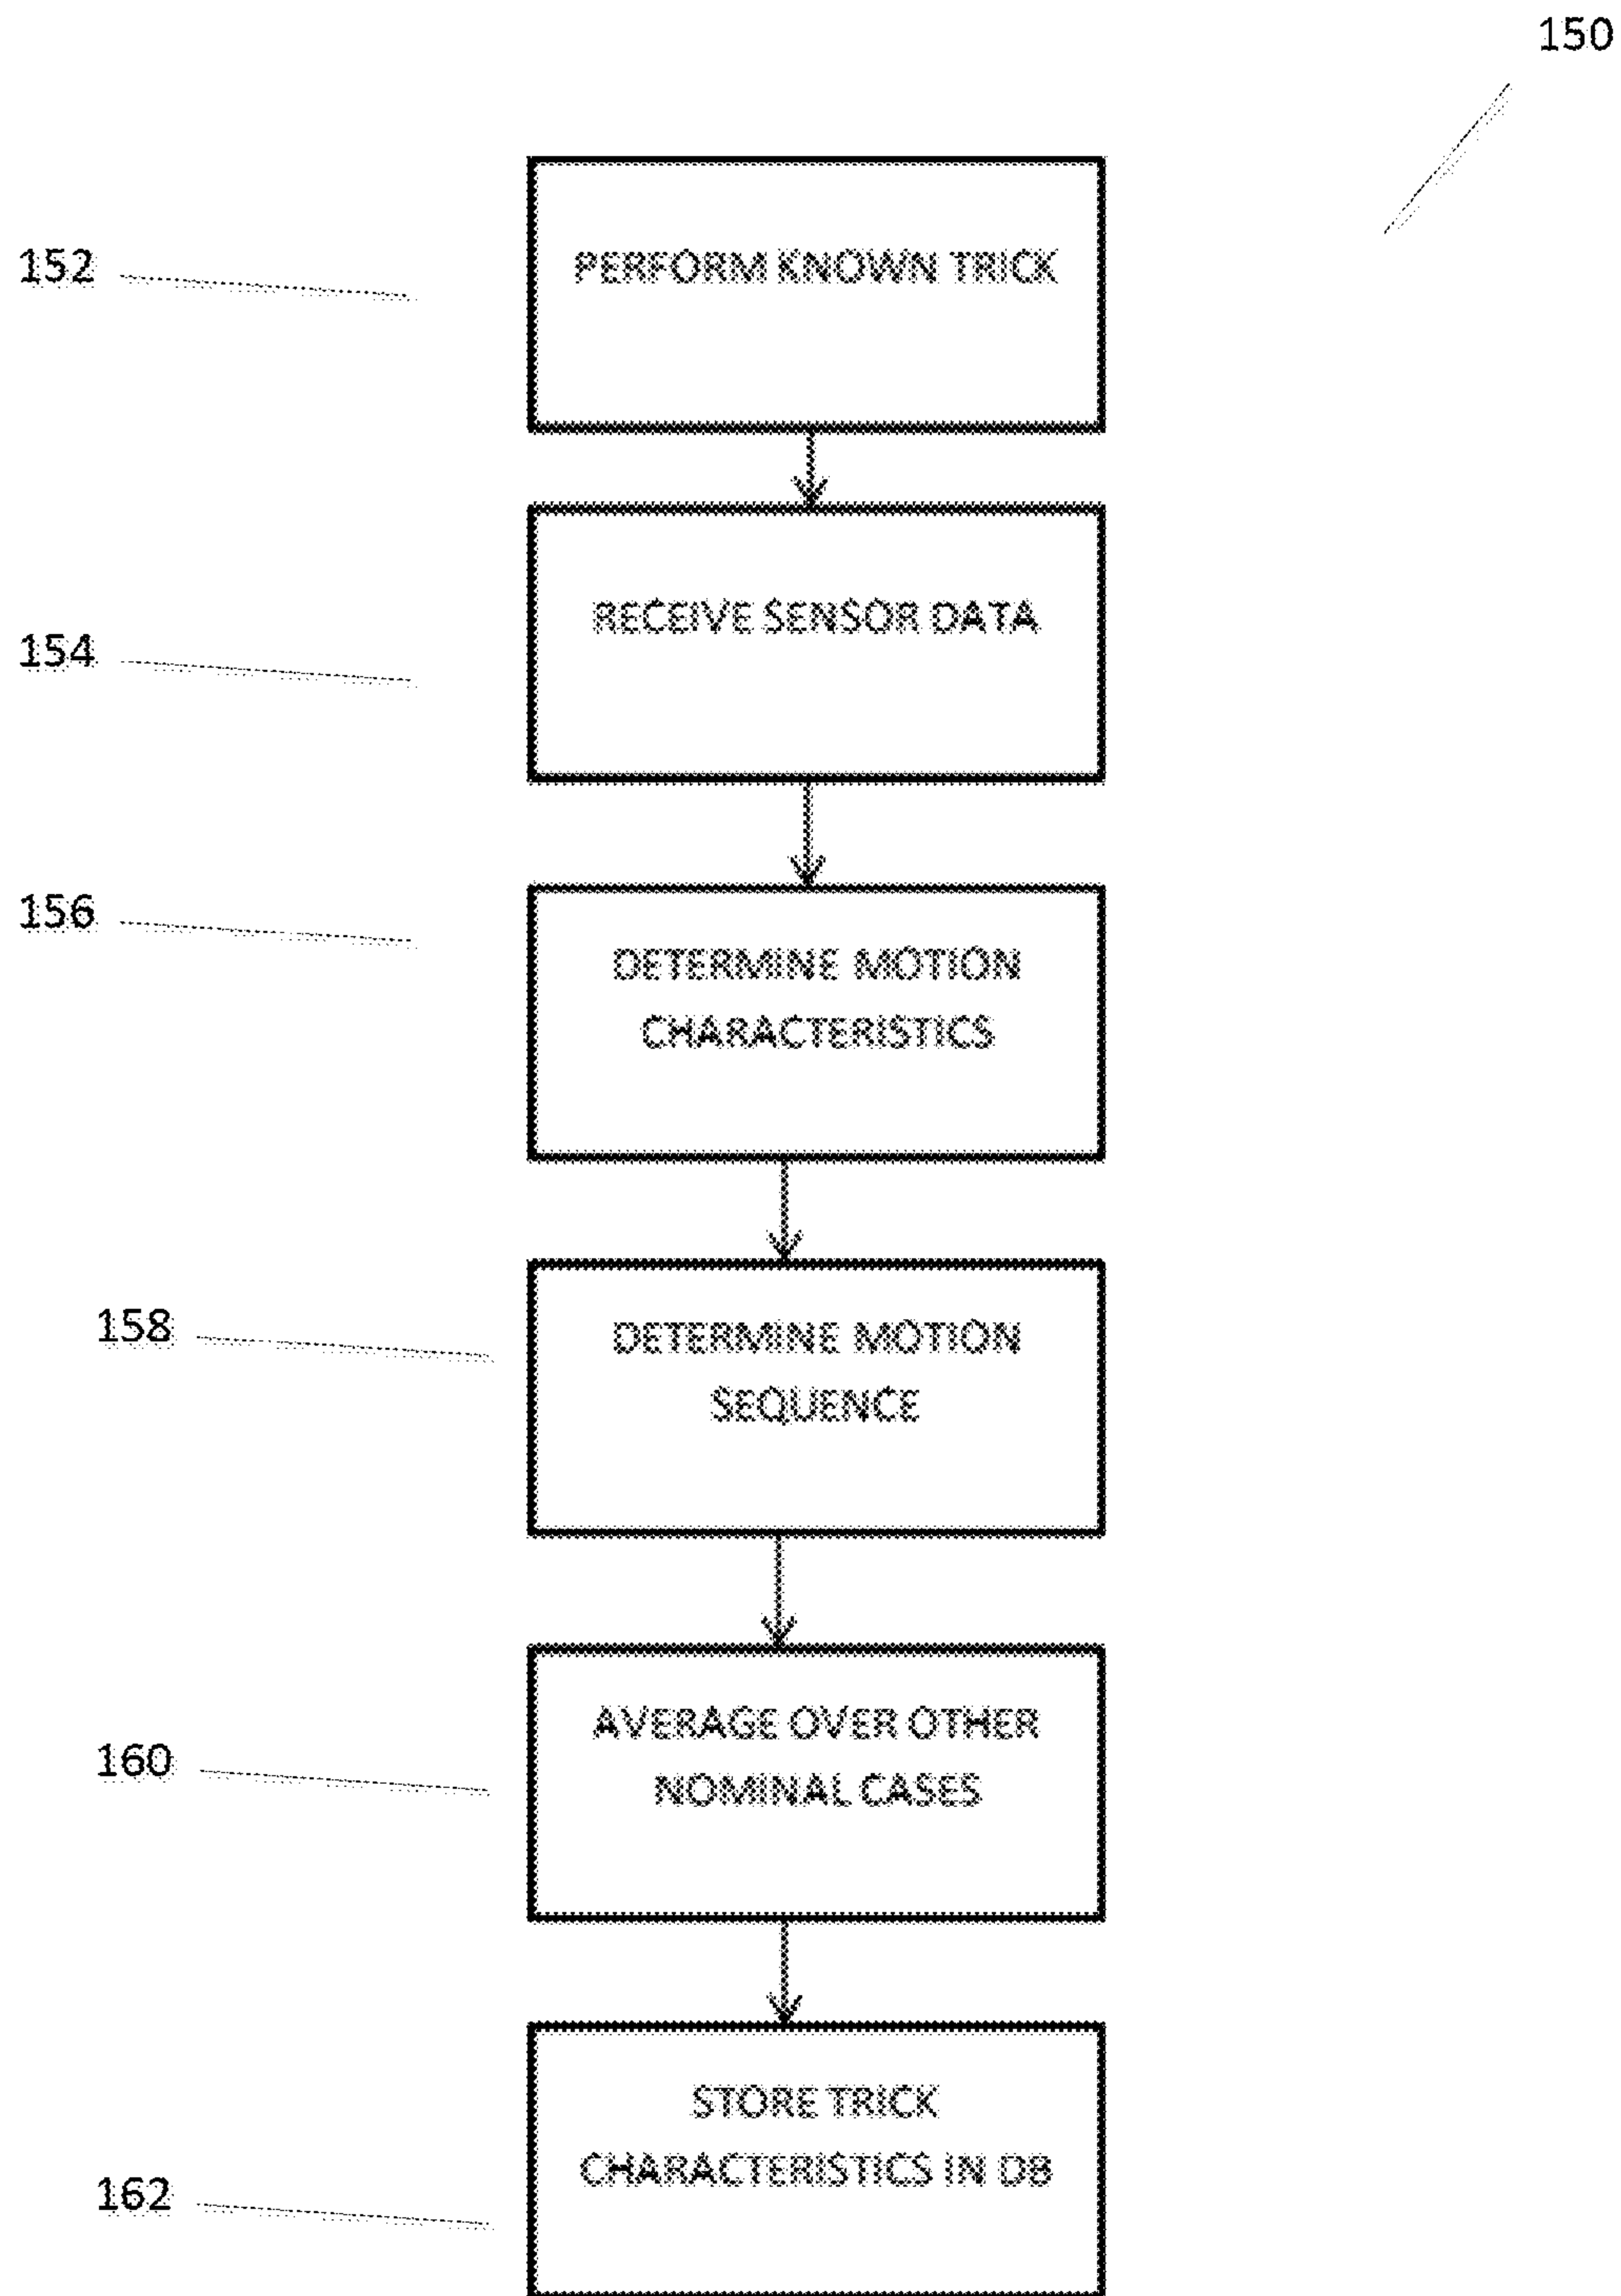 150
152
PERFORM KNOWN TRICK
154
RECEIVE SENSOR DATA
156
DETERMINE MOTION
CHARACTERISTICS
158
DETERMINE MOTION
SEQUENCE
160
AVERAGE OVER OTHER
NOMINAL CASES
162
STORE TRICK
CHARACTERISTICS IN DB